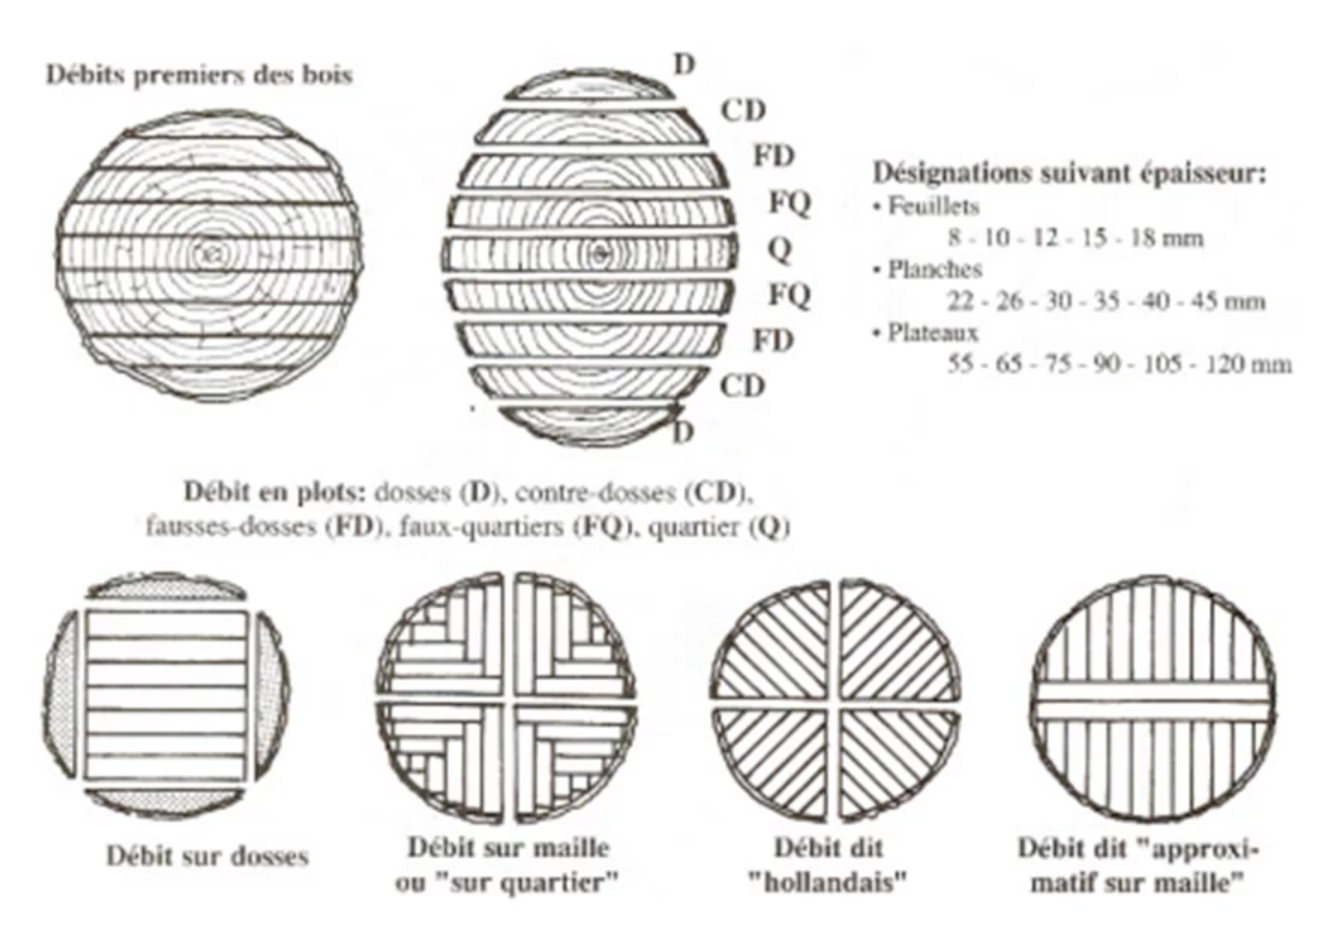 Débits premiers des bois
D
CD
FD
FQ
Q
FQ
FD
CD
D
Désignations suivant épaisseur:
• Feuillets
8 - 10 - 12 - 15 - 18 mm
• Planches
22 - 26 - 30 - 35 - 40 - 45 mm
• Plateaux
55 - 65 - 75 - 90 - 105 - 120 mm
Débit en plots: dosses (D), contre-dosses (CD),
fausses-dosses (FD), faux-quartiers (FQ), quartier (Q)
Débit sur dosses
Débit sur maille
ou "sur quartier"
Débit dit
"hollandais"
Débit dit "approxi-
matif sur maille"